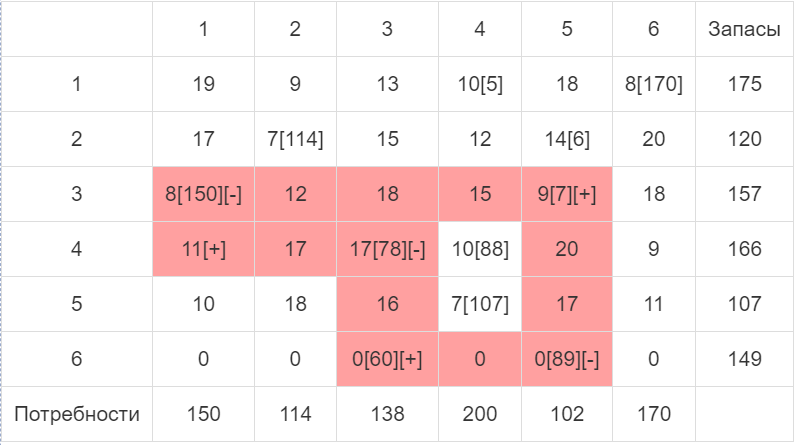 1 2 3 4 5 6 Запасы
1 19 9 13 10[5] 18 8[170] 175
2 17 7[114] 15 12 14[6] 20 120
3 8[150][-] 12 18 15 9[7][+] 18 157
4 11[+] 17 17[78][-] 10[88] 20 9 166
5 10 18 16 7[107] 17 11 107
6 0 0 0[60][+] 0 0[89][-] 0 149
Потребности 150 114 138 200 102 170